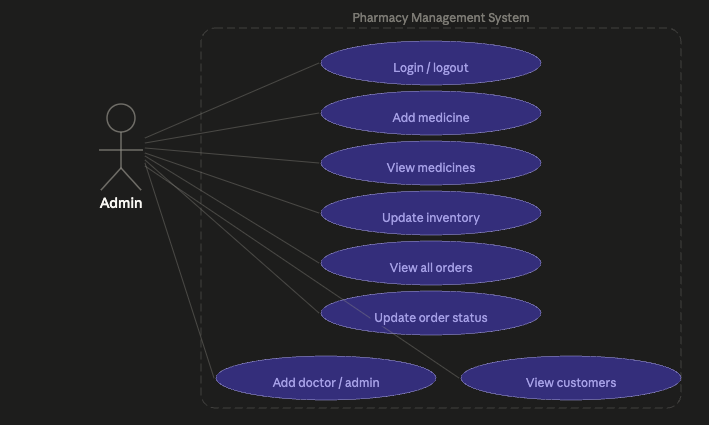 Pharmacy Management System
Login / logout
Add medicine
View medicines
Admin
Update inventory
View all orders
Update order status
Add doctor / admin
View customers